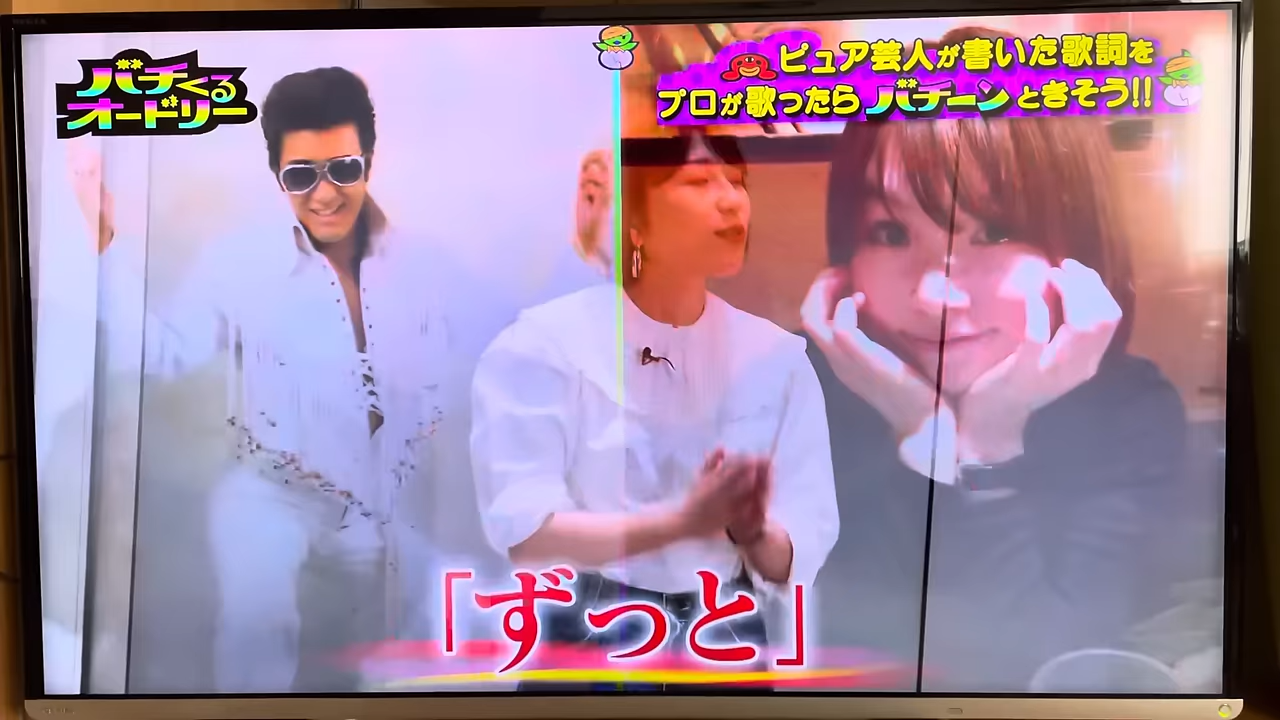 バチくる
オードリー
ピュア芸人が書いた歌詞を
プロが歌ったらバチーンときそう!!
「ずっと」